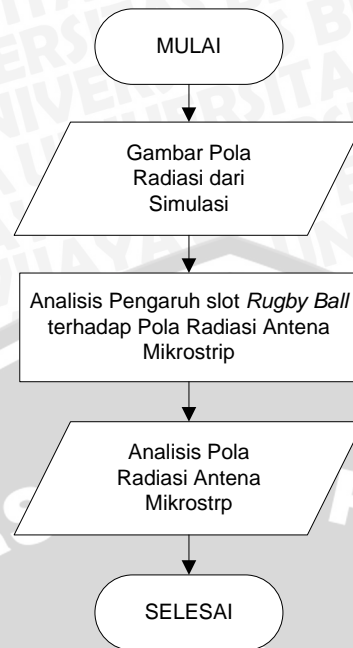 MULAI
Gambar Pola
Radiasi dari
Simulasi
Analisis Pengaruh slot Rugby Ball
terhadap Pola Radiasi Antena
Mikrostrip
Analisis Pola
Radiasi Antena
Mikrostrp
SELESAI